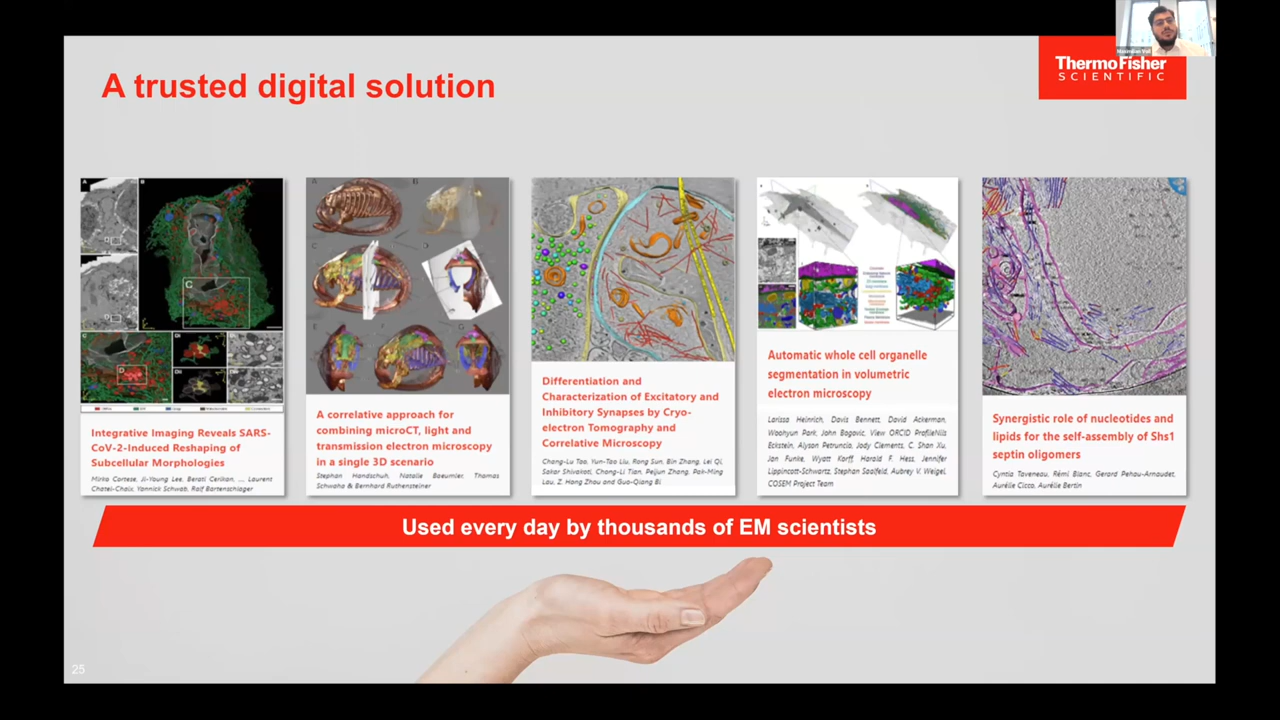 A trusted digital solution
ThermoFisher
SCIENTIFIC
Integrative Imaging Reveals SARS-
CoV-2-Induced Reshaping of
Subcellular Morphologies
Mirko Cortese, Ji-Young Lee, Berati Cerikan, ... Laurent
Chatel-Chaix, Yannick Schwab, Ralf Bartenschlager
A correlative approach for
combining microCT, light and
transmission electron microscopy
in a single 3D scenario
Stephan Handschuh, Natalie Baeumler, Thomas
Schwaha & Bernhard Ruthensteiner
Differentiation and
Characterization of Excitatory and
Inhibitory Synapses by Cryo-
electron Tomography and
Correlative Microscopy
Chang-Lu Tao, Yun-Tao Liu, Rong Sun, Bin Zhang, Lei Qi,
Sakar Shivakoti, Chong-Li Tian, Peijun Zhang, Pak-Ming
Lau, Z. Hong Zhou and Guo-Qiang Bi
Automatic whole cell organelle
segmentation in volumetric
electron microscopy
Larissa Heinrich, Davis Bennett, David Ackerman,
Woohyun Park, John Bogovic, View ORCID ProfileNils
Eckstein, Alyson Petruncio, Jody Clements, C. Shan Xu,
Jan Funke, Wyatt Korff, Harald F. Hess, Jennifer
Lippincott-Schwartz, Stephan Saalfeld, Aubrey V. Weigel,
COSEM Project Team
Synergistic role of nucleotides and
lipids for the self-assembly of Shs1
septin oligomers
Cyntia Taveneau, Rémi Blanc, Gerard Pehau-Arnaudet,
Aurélie Cicco, Aurélie Bertin
Used every day by thousands of EM scientists
25